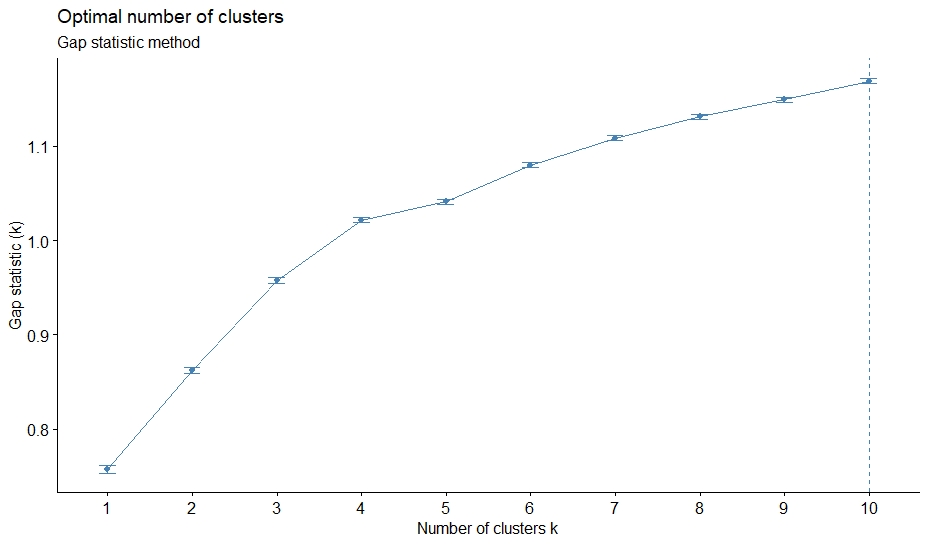 Optimal number of clusters
Gap statistic method
Gap statistic (k)
1.1
1.0
0.9
0.8
1 2 3 4 5 6 7 8 9 10
Number of clusters k